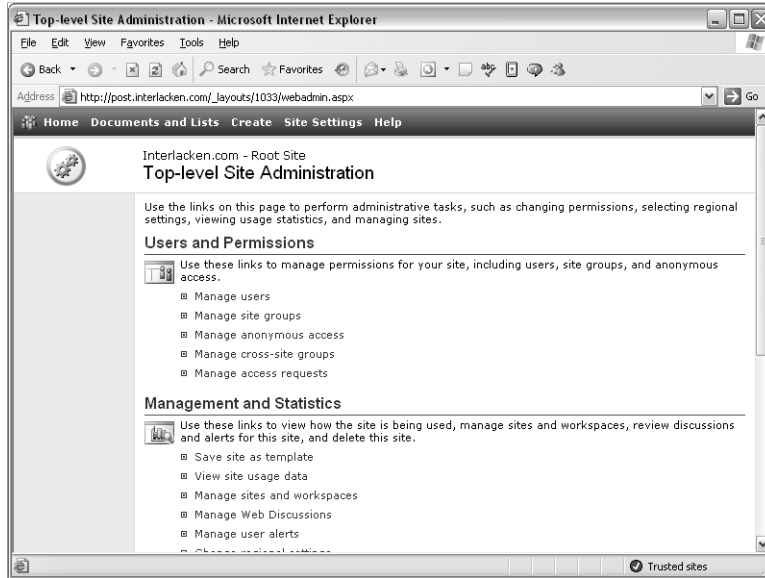 Top-level Site Administration - Microsoft Internet Explorer
File Edit View Favorites Tools Help
Back Search Favorites
Address http://post.interlacken.com/_layouts/1033/webadmin.aspx Go
Home Documents and Lists Create Site Settings Help
Interlacken.com - Root Site
Top-level Site Administration
Use the links on this page to perform administrative tasks, such as changing permissions, selecting regional
settings, viewing usage statistics, and managing sites.
Users and Permissions
Use these links to manage permissions for your site, including users, site groups, and anonymous
access.
Manage users
Manage site groups
Manage anonymous access
Manage cross-site groups
Manage access requests
Management and Statistics
Use these links to view how the site is being used, manage sites and workspaces, review discussions
and alerts for this site, and delete this site.
Save site as template
View site usage data
Manage sites and workspaces
Manage Web Discussions
Manage user alerts
Change regional settings
Trusted sites